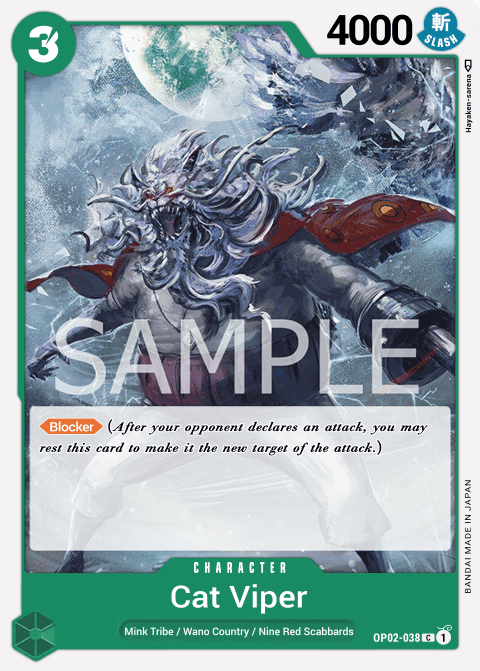 3
4000
斬
SLASH
Hayaken-sarena
SAMPLE
Blocker (After your opponent declares an attack, you may
rest this card to make it the new target of the attack.)
BANDAI MADE IN JAPAN
CHARACTER
Cat Viper
Mink Tribe / Wano Country / Nine Red Scabbards
OP02-038 C 1